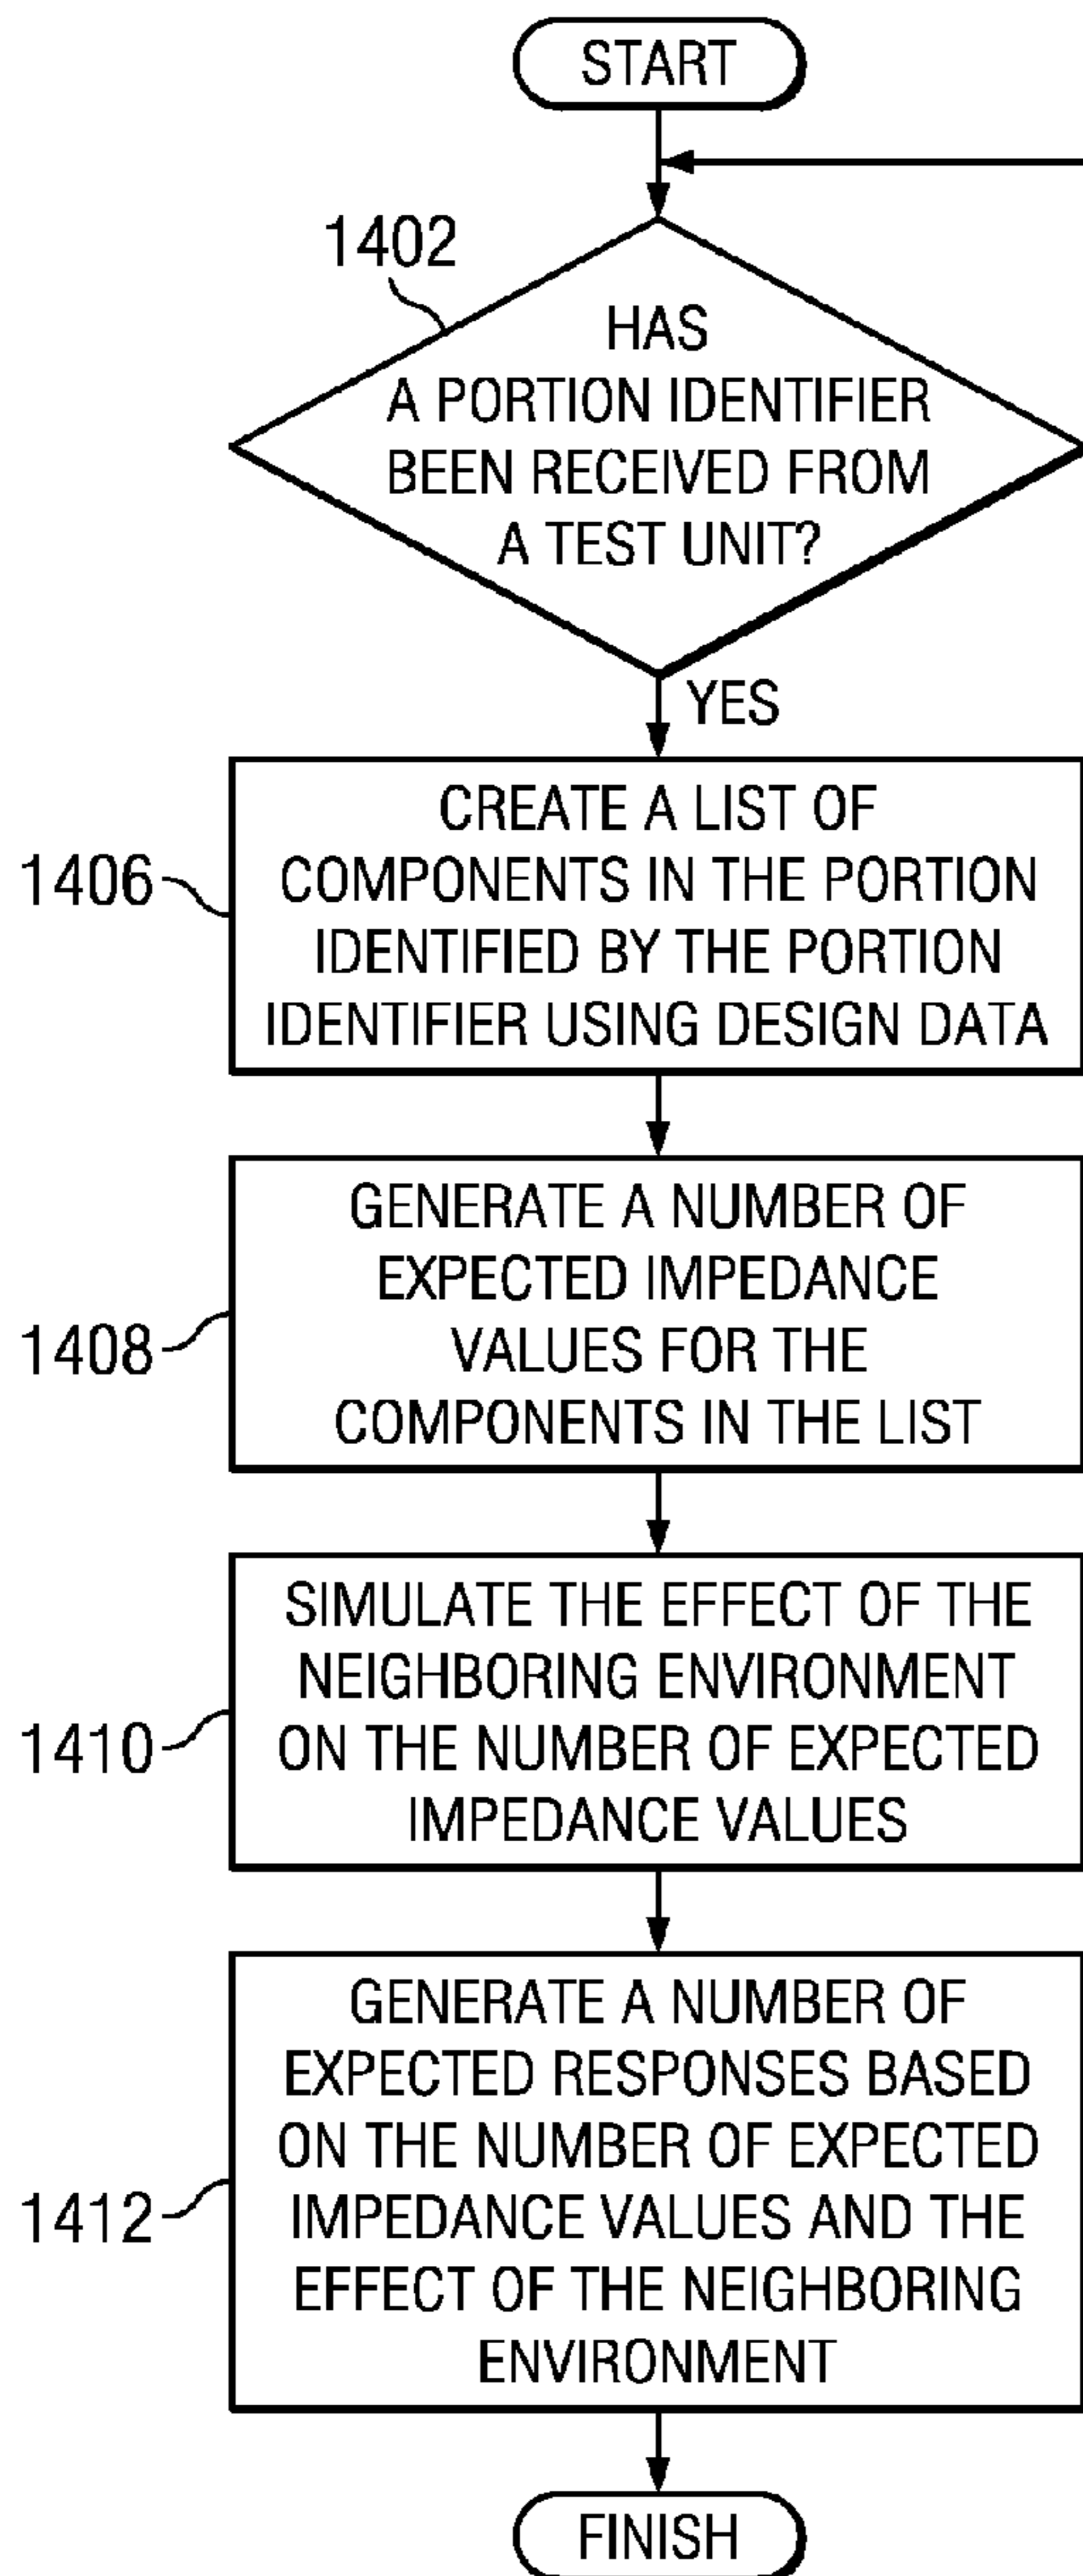 START
1402
HAS
A PORTION IDENTIFIER
BEEN RECEIVED FROM
A TEST UNIT?
YES
1406
CREATE A LIST OF
COMPONENTS IN THE PORTION
IDENTIFIED BY THE PORTION
IDENTIFIER USING DESIGN DATA
1408
GENERATE A NUMBER OF
EXPECTED IMPEDANCE
VALUES FOR THE
COMPONENTS IN THE LIST
1410
SIMULATE THE EFFECT OF THE
NEIGHBORING ENVIRONMENT
ON THE NUMBER OF EXPECTED
IMPEDANCE VALUES
1412
GENERATE A NUMBER OF
EXPECTED RESPONSES BASED
ON THE NUMBER OF EXPECTED
IMPEDANCE VALUES AND THE
EFFECT OF THE NEIGHBORING
ENVIRONMENT
FINISH